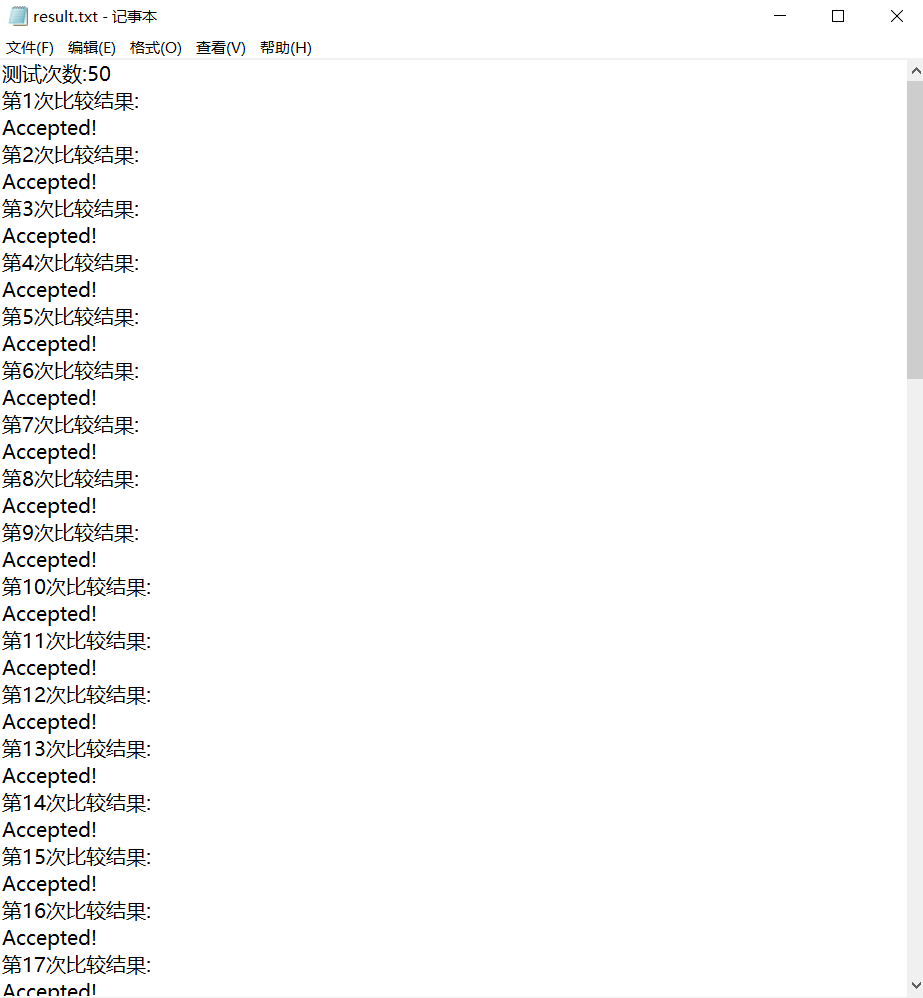 result.txt - 记事本
文件(F) 编辑(E) 格式(O) 查看(V) 帮助(H)
测试次数:50
第1次比较结果:
Accepted!
第2次比较结果:
Accepted!
第3次比较结果:
Accepted!
第4次比较结果:
Accepted!
第5次比较结果:
Accepted!
第6次比较结果:
Accepted!
第7次比较结果:
Accepted!
第8次比较结果:
Accepted!
第9次比较结果:
Accepted!
第10次比较结果:
Accepted!
第11次比较结果:
Accepted!
第12次比较结果:
Accepted!
第13次比较结果:
Accepted!
第14次比较结果:
Accepted!
第15次比较结果:
Accepted!
第16次比较结果:
Accepted!
第17次比较结果:
Accepted!